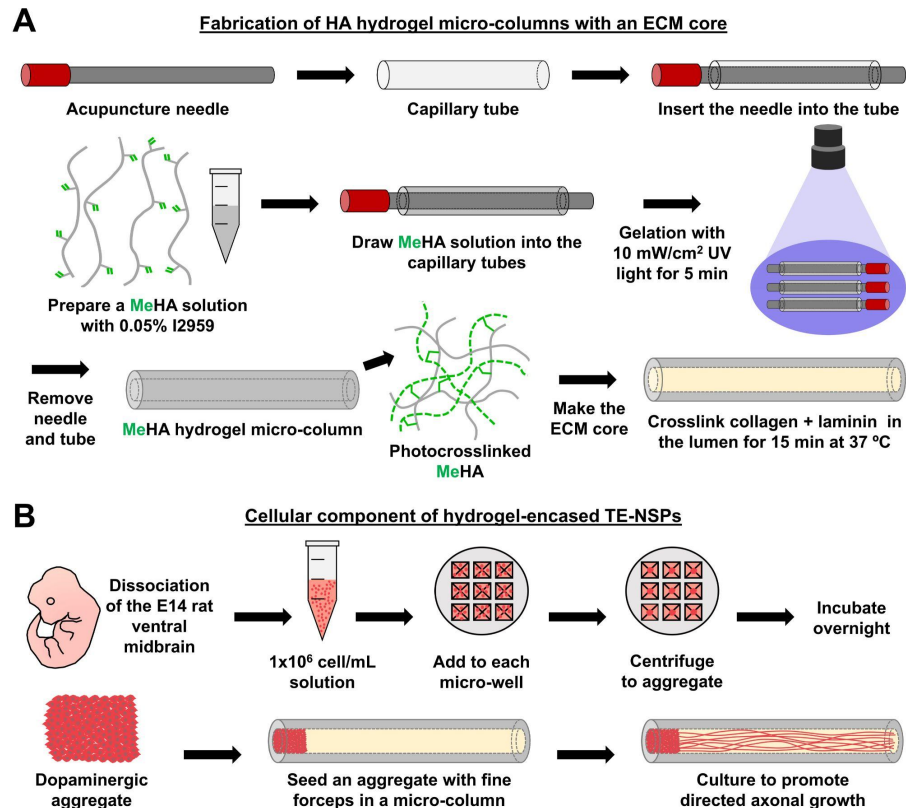 A
Fabrication of HA hydrogel micro-columns with an ECM core
Acupuncture needle
Capillary tube
Insert the needle into the tube
Prepare a MeHA solution
with 0.05% I2959
Draw MeHA solution into the
capillary tubes
Gelation with
10 mW/cm² UV
light for 5 min
Remove
needle
and tube
MeHA hydrogel micro-column
Photocrosslinked
MeHA
Make the
ECM core
Crosslink collagen + laminin in
the lumen for 15 min at 37 ºC
B
Cellular component of hydrogel-encased TE-NSPs
Dissociation
of the E14 rat
ventral
midbrain
1x10⁶ cell/mL
solution
Add to each
micro-well
Centrifuge
to aggregate
Incubate
overnight
Dopaminergic
aggregate
Seed an aggregate with fine
forceps in a micro-column
Culture to promote
directed axonal growth